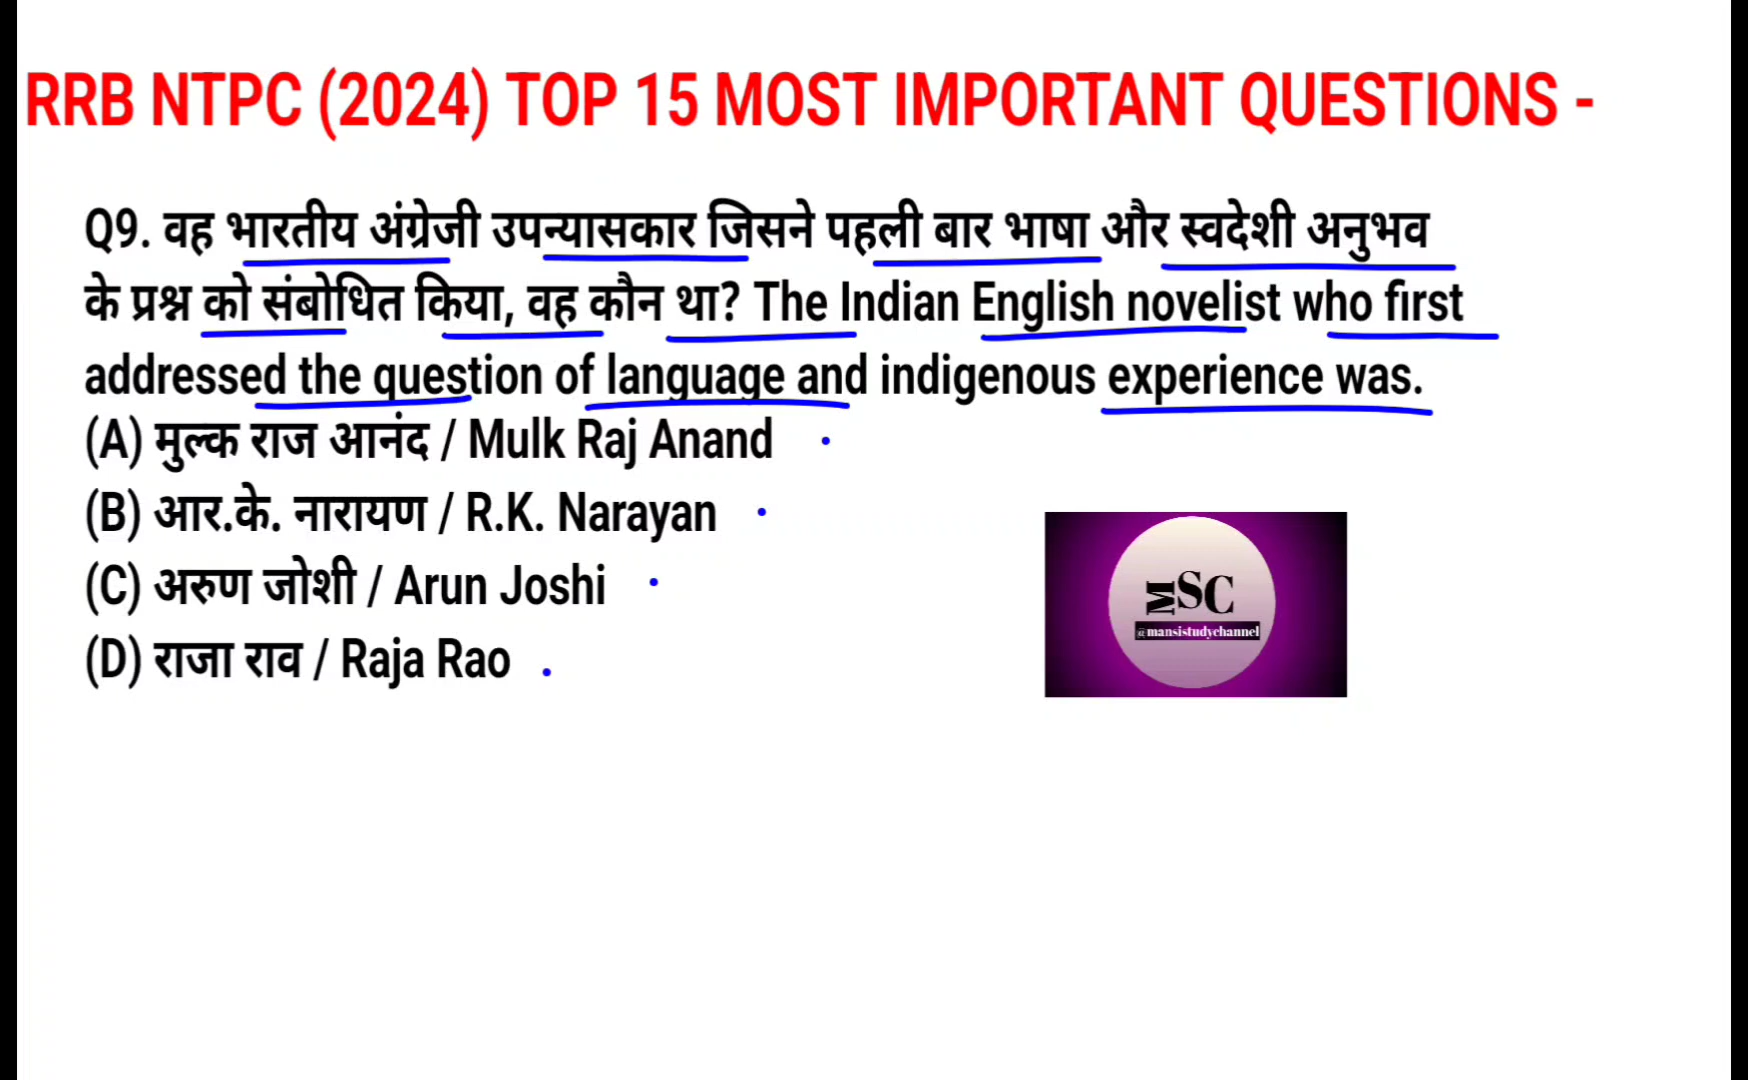 RRB NTPC (2024) TOP 15 MOST IMPORTANT QUESTIONS -
Q9. वह भारतीय अंग्रेजी उपन्यासकार जिसने पहली बार भाषा और स्वदेशी अनुभव
के प्रश्न को संबोधित किया, वह कौन था? The Indian English novelist who first
addressed the question of language and indigenous experience was.
(A) मुल्क राज आनंद / Mulk Raj Anand
(B) आर.के. नारायण / R.K. Narayan
(C) अरुण जोशी / Arun Joshi
(D) राजा राव / Raja Rao
MSC
@mansistudychannel